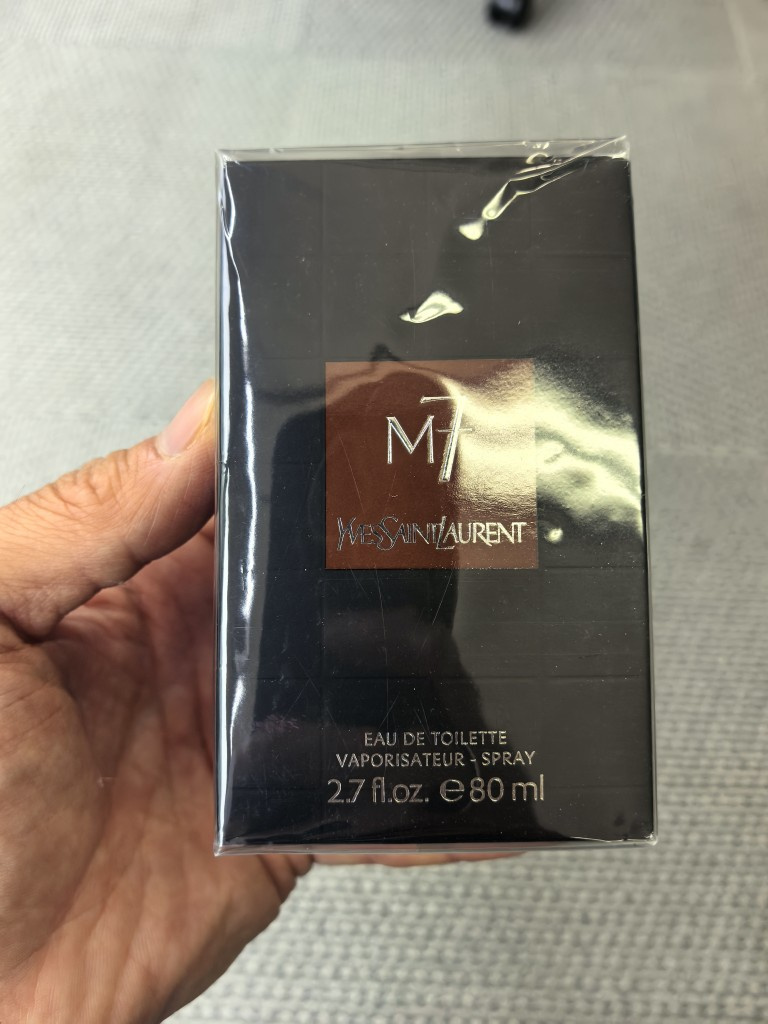 M7
YVESSAINTLAURENT
EAU DE TOILETTE
VAPORISATEUR - SPRAY
2.7 fl.oz. ℮ 80 ml